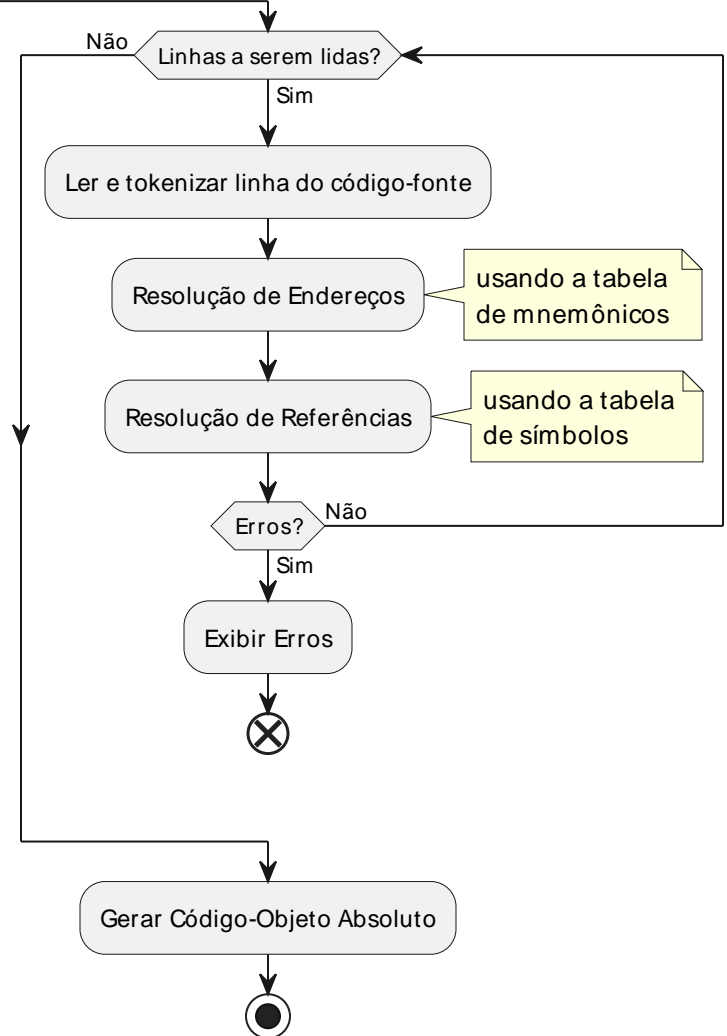 Não
Linhas a serem lidas?
Sim
Ler e tokenizar linha do código-fonte
Resolução de Endereços
usando a tabela
de mnemônicos
Resolução de Referências
usando a tabela
de símbolos
Erros?
Não
Sim
Exibir Erros
Gerar Código-Objeto Absoluto